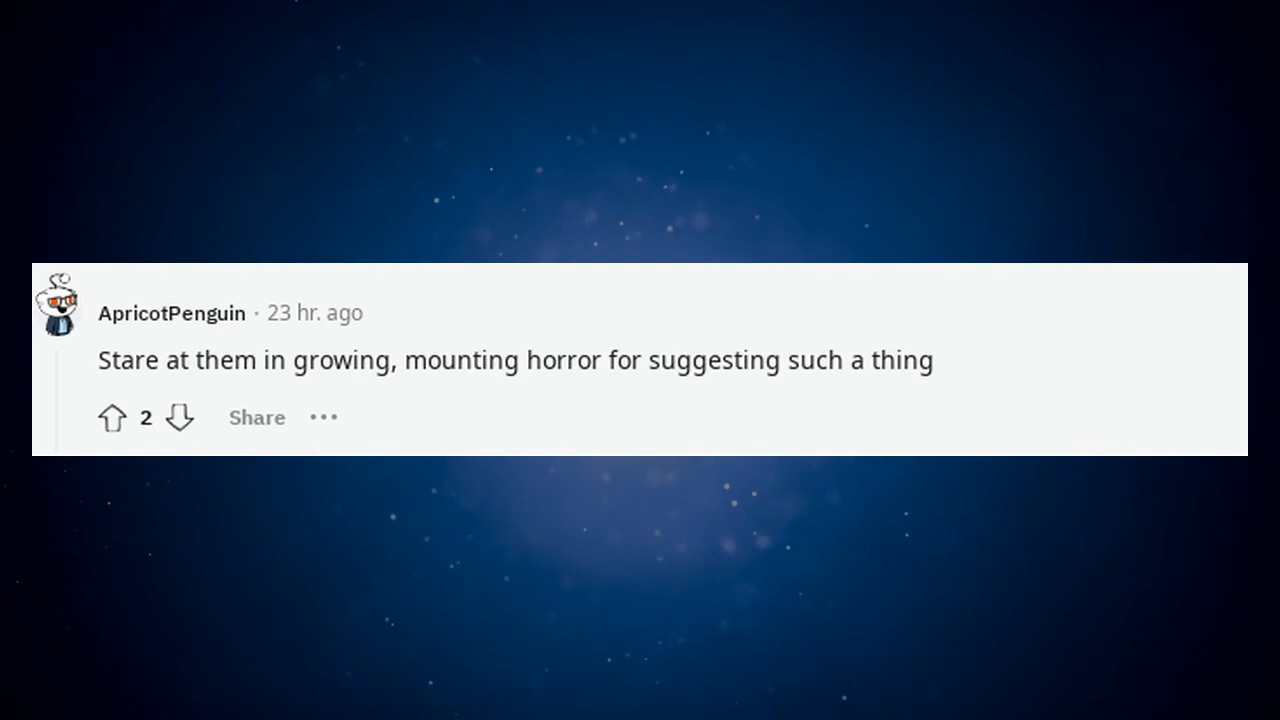 ApricotPenguin · 23 hr. ago
Stare at them in growing, mounting horror for suggesting such a thing
2 Share •••